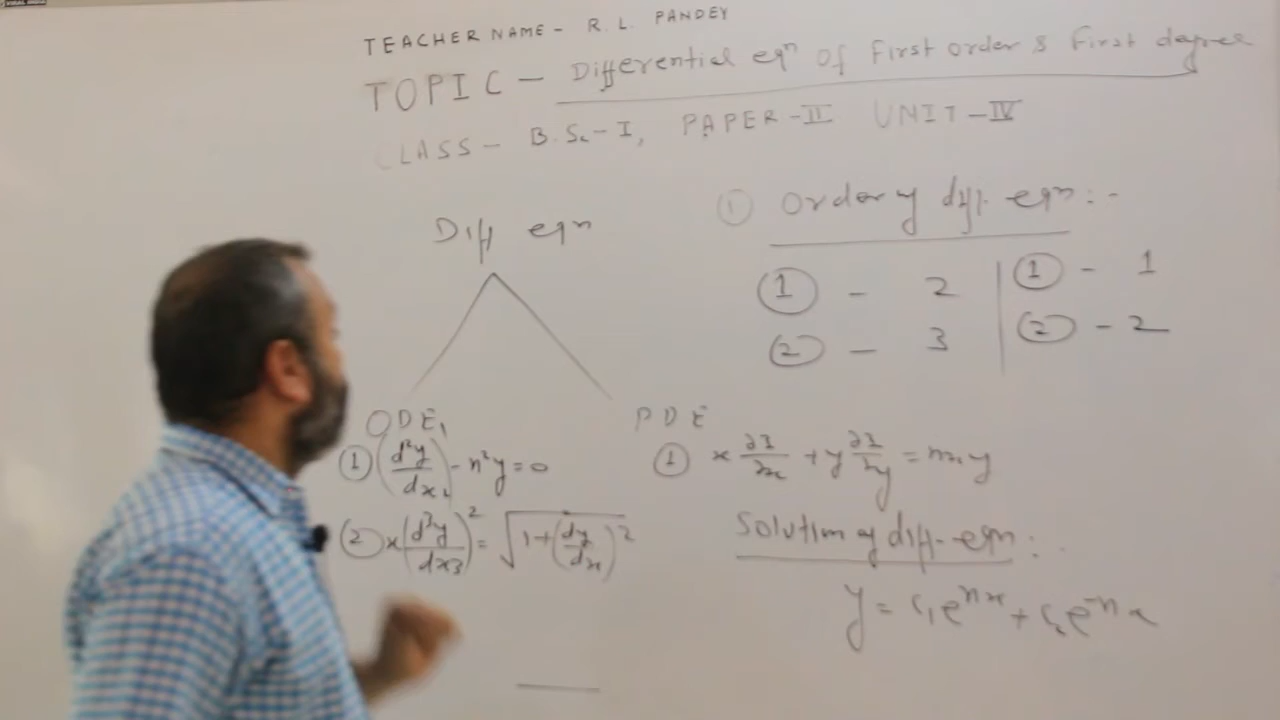 TEACHER NAME - R. L. PANDEY
TOPIC - Differential eqn of First order & First degree
CLASS - B.Sc - I, PAPER - II UNIT - IV
Diff eqn
ODE
① (d²y/dx²) - n²y = 0
② x(d³y/dx3)² = √(1+(dy/dx)²)
PDE
① x ∂z/∂x + y ∂z/∂y = nxy
① Order of diff. eqn :-
① - 2 | ① - 1
② - 3 | ② - 2
Solution of diff. eqn :
y = c₁e^nx + c₂e^-nx